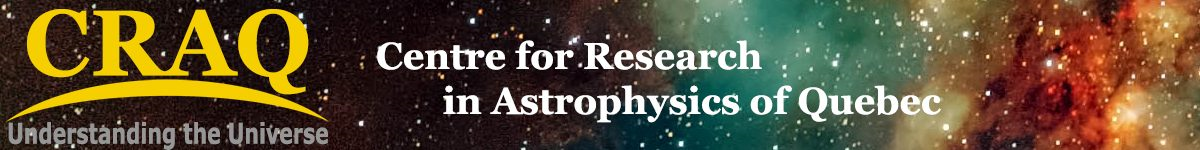 CRAQ
Understanding the Universe
Centre for Research
in Astrophysics of Quebec